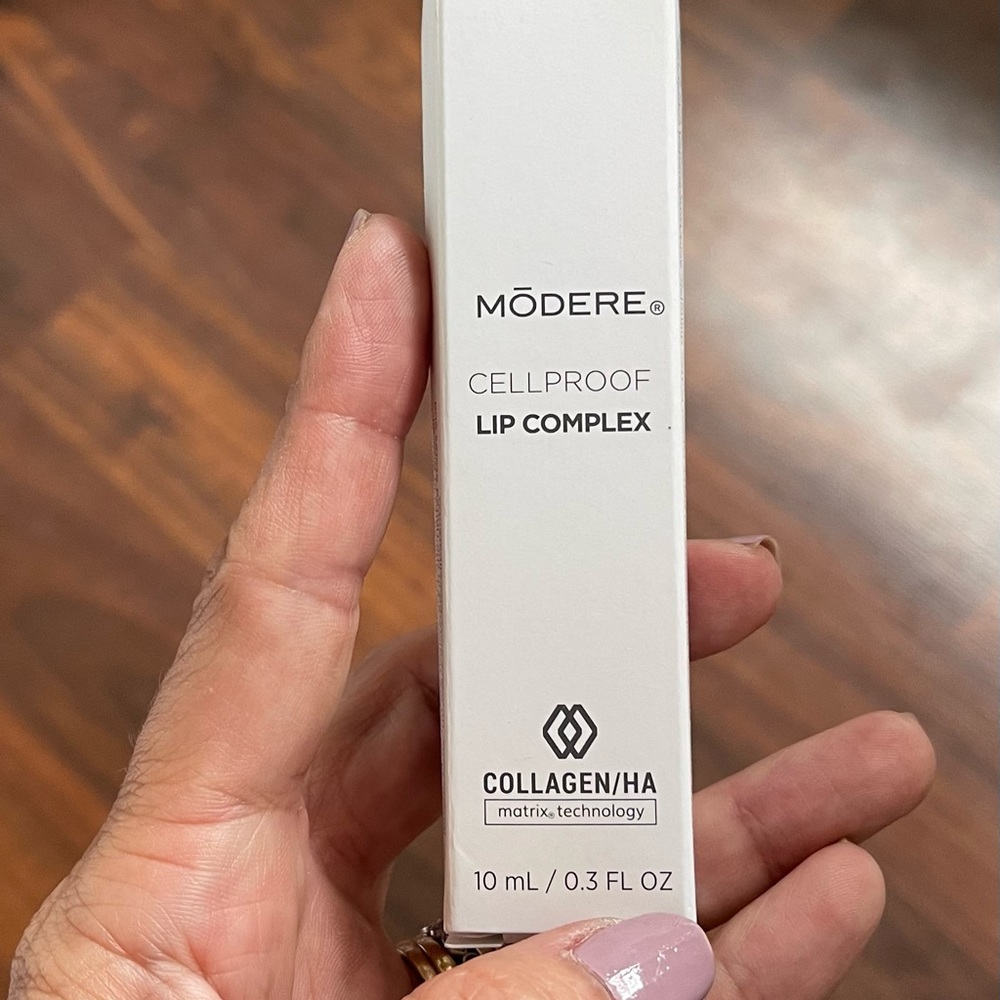 MŌDERE®
CELLPROOF
LIP COMPLEX
COLLAGEN/HA
matrix® technology
10 mL / 0.3 FL OZ